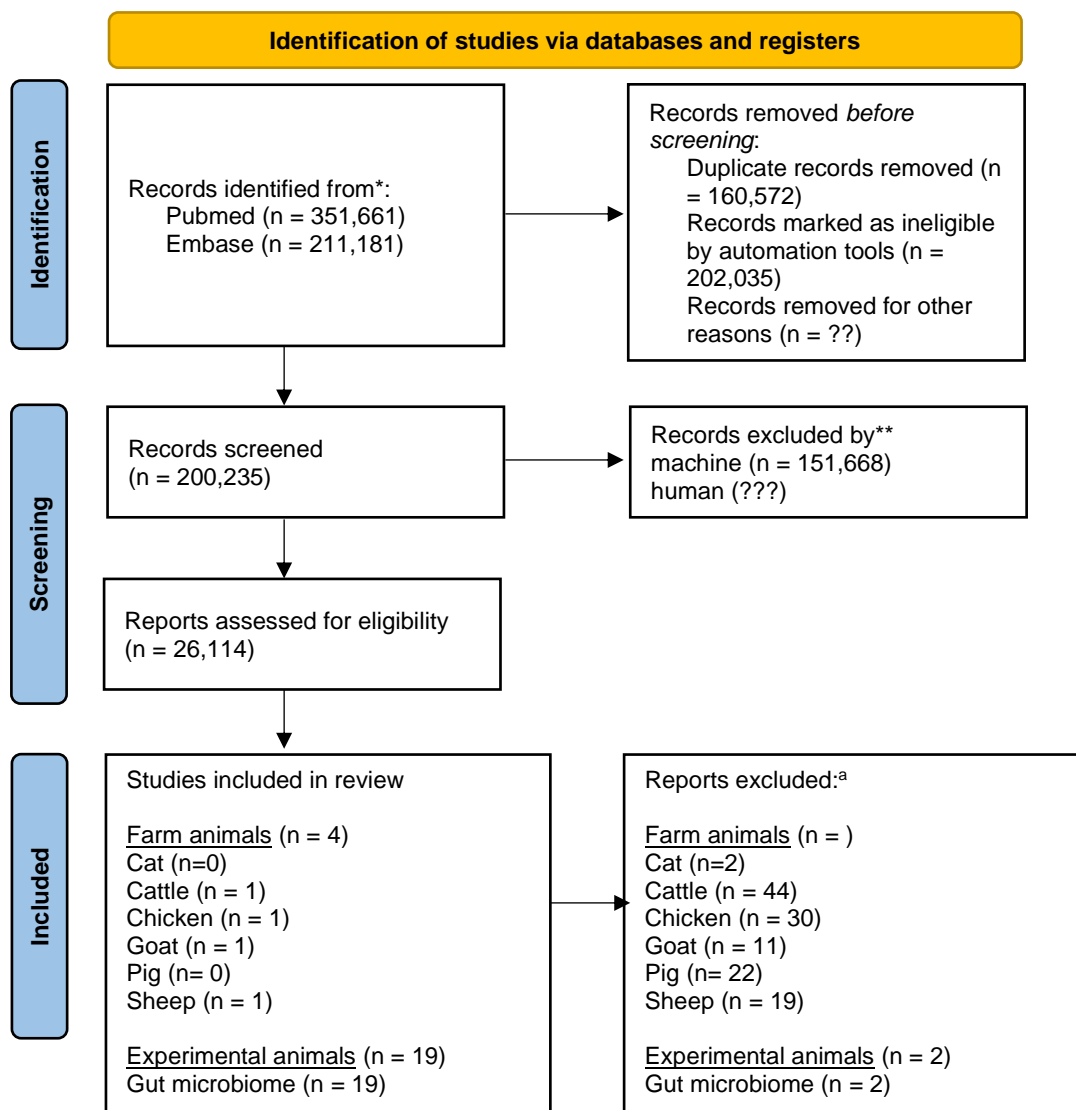 Identification of studies via databases and registers
Identification
Records identified from*:
Pubmed (n = 351,661)
Embase (n = 211,181)
Records removed before
screening:
Duplicate records removed (n
= 160,572)
Records marked as ineligible
by automation tools (n =
202,035)
Records removed for other
reasons (n = ??)
Screening
Records screened
(n = 200,235)
Records excluded by**
machine (n = 151,668)
human (???)
Reports assessed for eligibility
(n = 26,114)
Included
Studies included in review
Farm animals (n = 4)
Cat (n=0)
Cattle (n = 1)
Chicken (n = 1)
Goat (n = 1)
Pig (n= 0)
Sheep (n = 1)
Experimental animals (n = 19)
Gut microbiome (n = 19)
Reports excluded:a
Farm animals (n = )
Cat (n=2)
Cattle (n = 44)
Chicken (n = 30)
Goat (n = 11)
Pig (n= 22)
Sheep (n = 19)
Experimental animals (n = 2)
Gut microbiome (n = 2)